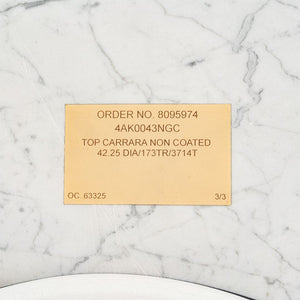 ORDER NO. 8095974
4AK0043NGC
TOP CARRARA NON COATED
42.25 DIA/173TR/3714T
OC. 63325 3/3